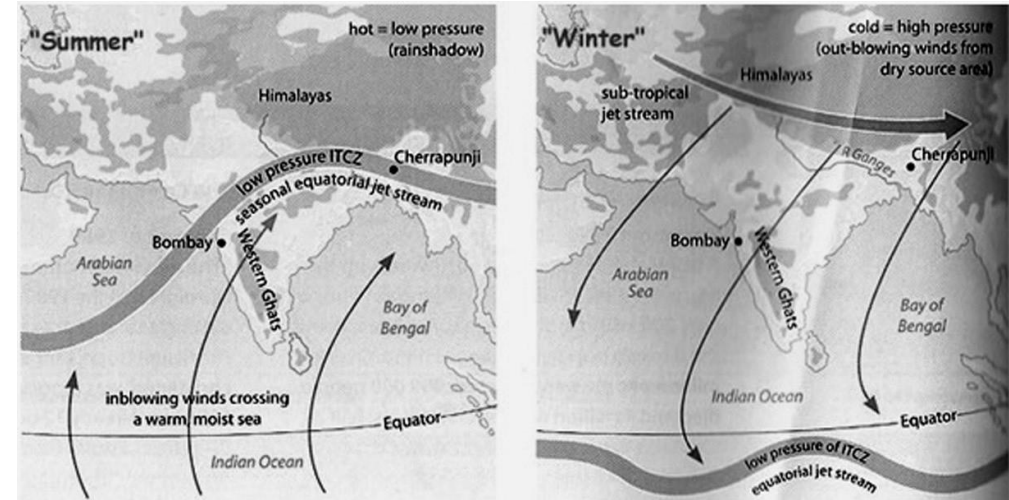 "Summer"
hot = low pressure
(rainshadow)
Himalayas
low pressure ITCZ
Cherrapunji
seasonal equatorial jet stream
Bombay
Western Ghats
Arabian
Sea
Bay of
Bengal
inblowing winds crossing
a warm, moist sea
Equator
Indian Ocean
"Winter"
cold = high pressure
(out-blowing winds from
dry source area)
Himalayas
sub-tropical
jet stream
R Ganges
Cherrapunji
Bombay
Western Ghats
Arabian
Sea
Bay of
Bengal
Indian Ocean
Equator
low pressure of ITCZ
equatorial jet stream